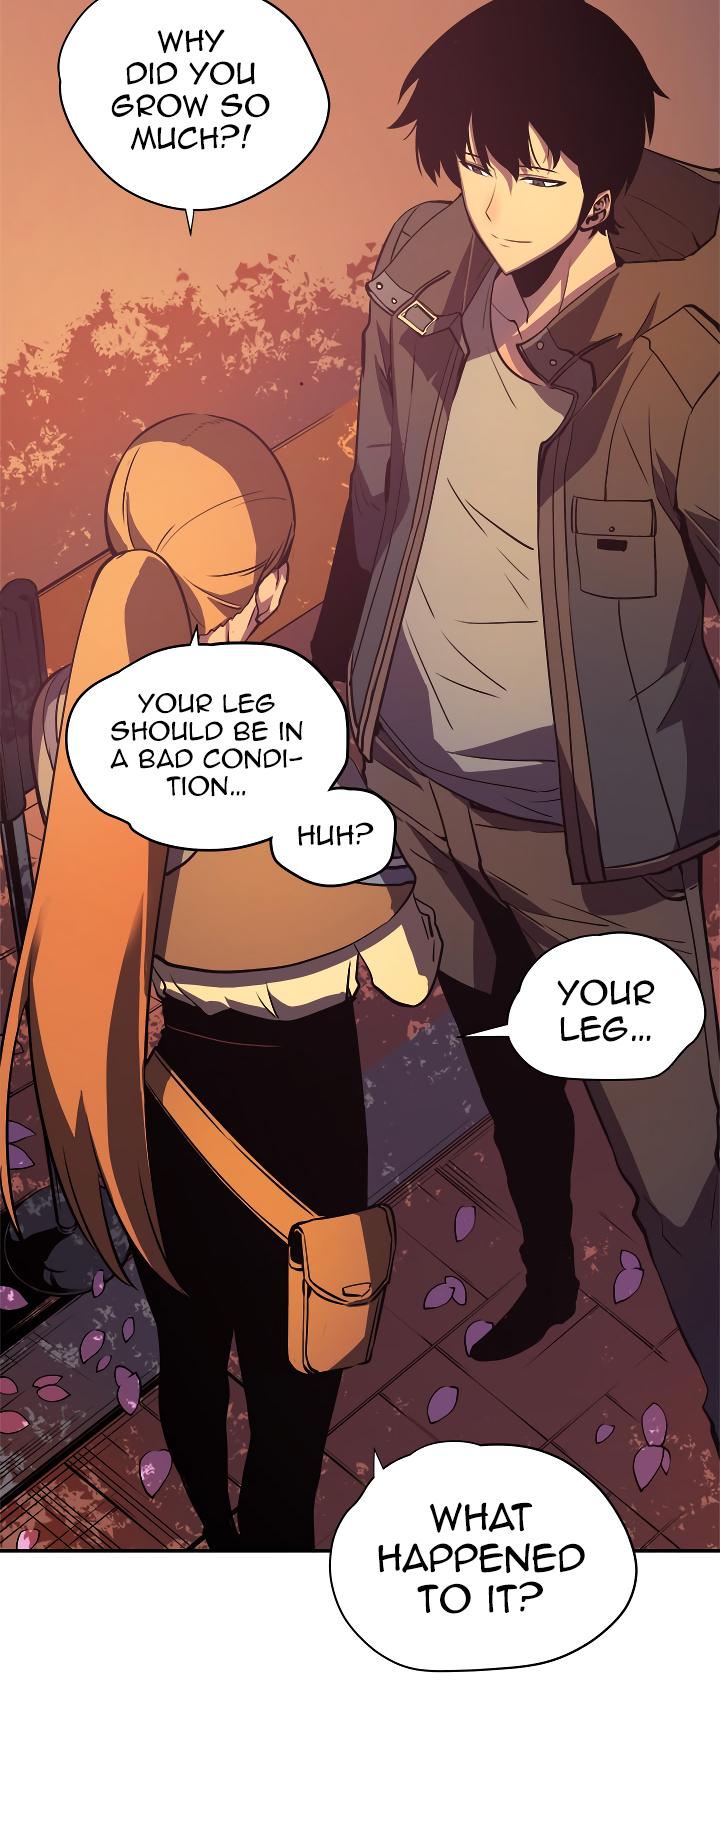 WHY
DID YOU
GROW SO
MUCH?!
YOUR LEG
SHOULD BE IN
A BAD CONDI-
TION...
HUH?
YOUR
LEG...
WHAT
HAPPENED
TO IT?